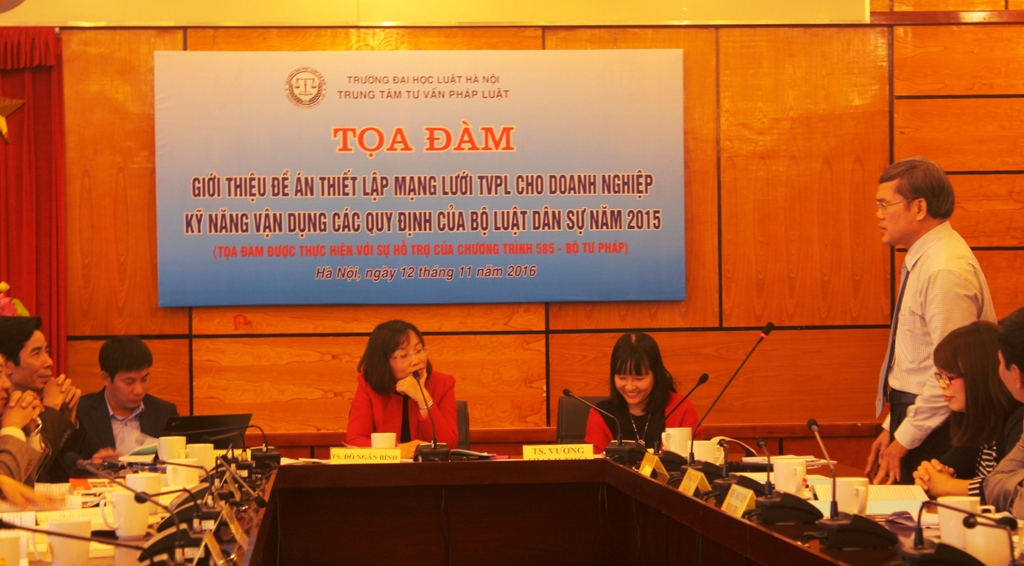 TRƯỜNG ĐẠI HỌC LUẬT HÀ NỘI
TRUNG TÂM TƯ VẤN PHÁP LUẬT
TỌA ĐÀM
GIỚI THIỆU ĐỀ ÁN THIẾT LẬP MẠNG LƯỚI TVPL CHO DOANH NGHIỆP
KỸ NĂNG VẬN DỤNG CÁC QUY ĐỊNH CỦA BỘ LUẬT DÂN SỰ NĂM 2015
(TỌA ĐÀM ĐƯỢC THỰC HIỆN VỚI SỰ HỖ TRỢ CỦA CHƯƠNG TRÌNH 585 - BỘ TƯ PHÁP)
Hà Nội, ngày 12 tháng 11 năm 2016
TS. ĐỖ NGÂN BÌNH
TS. VƯƠNG